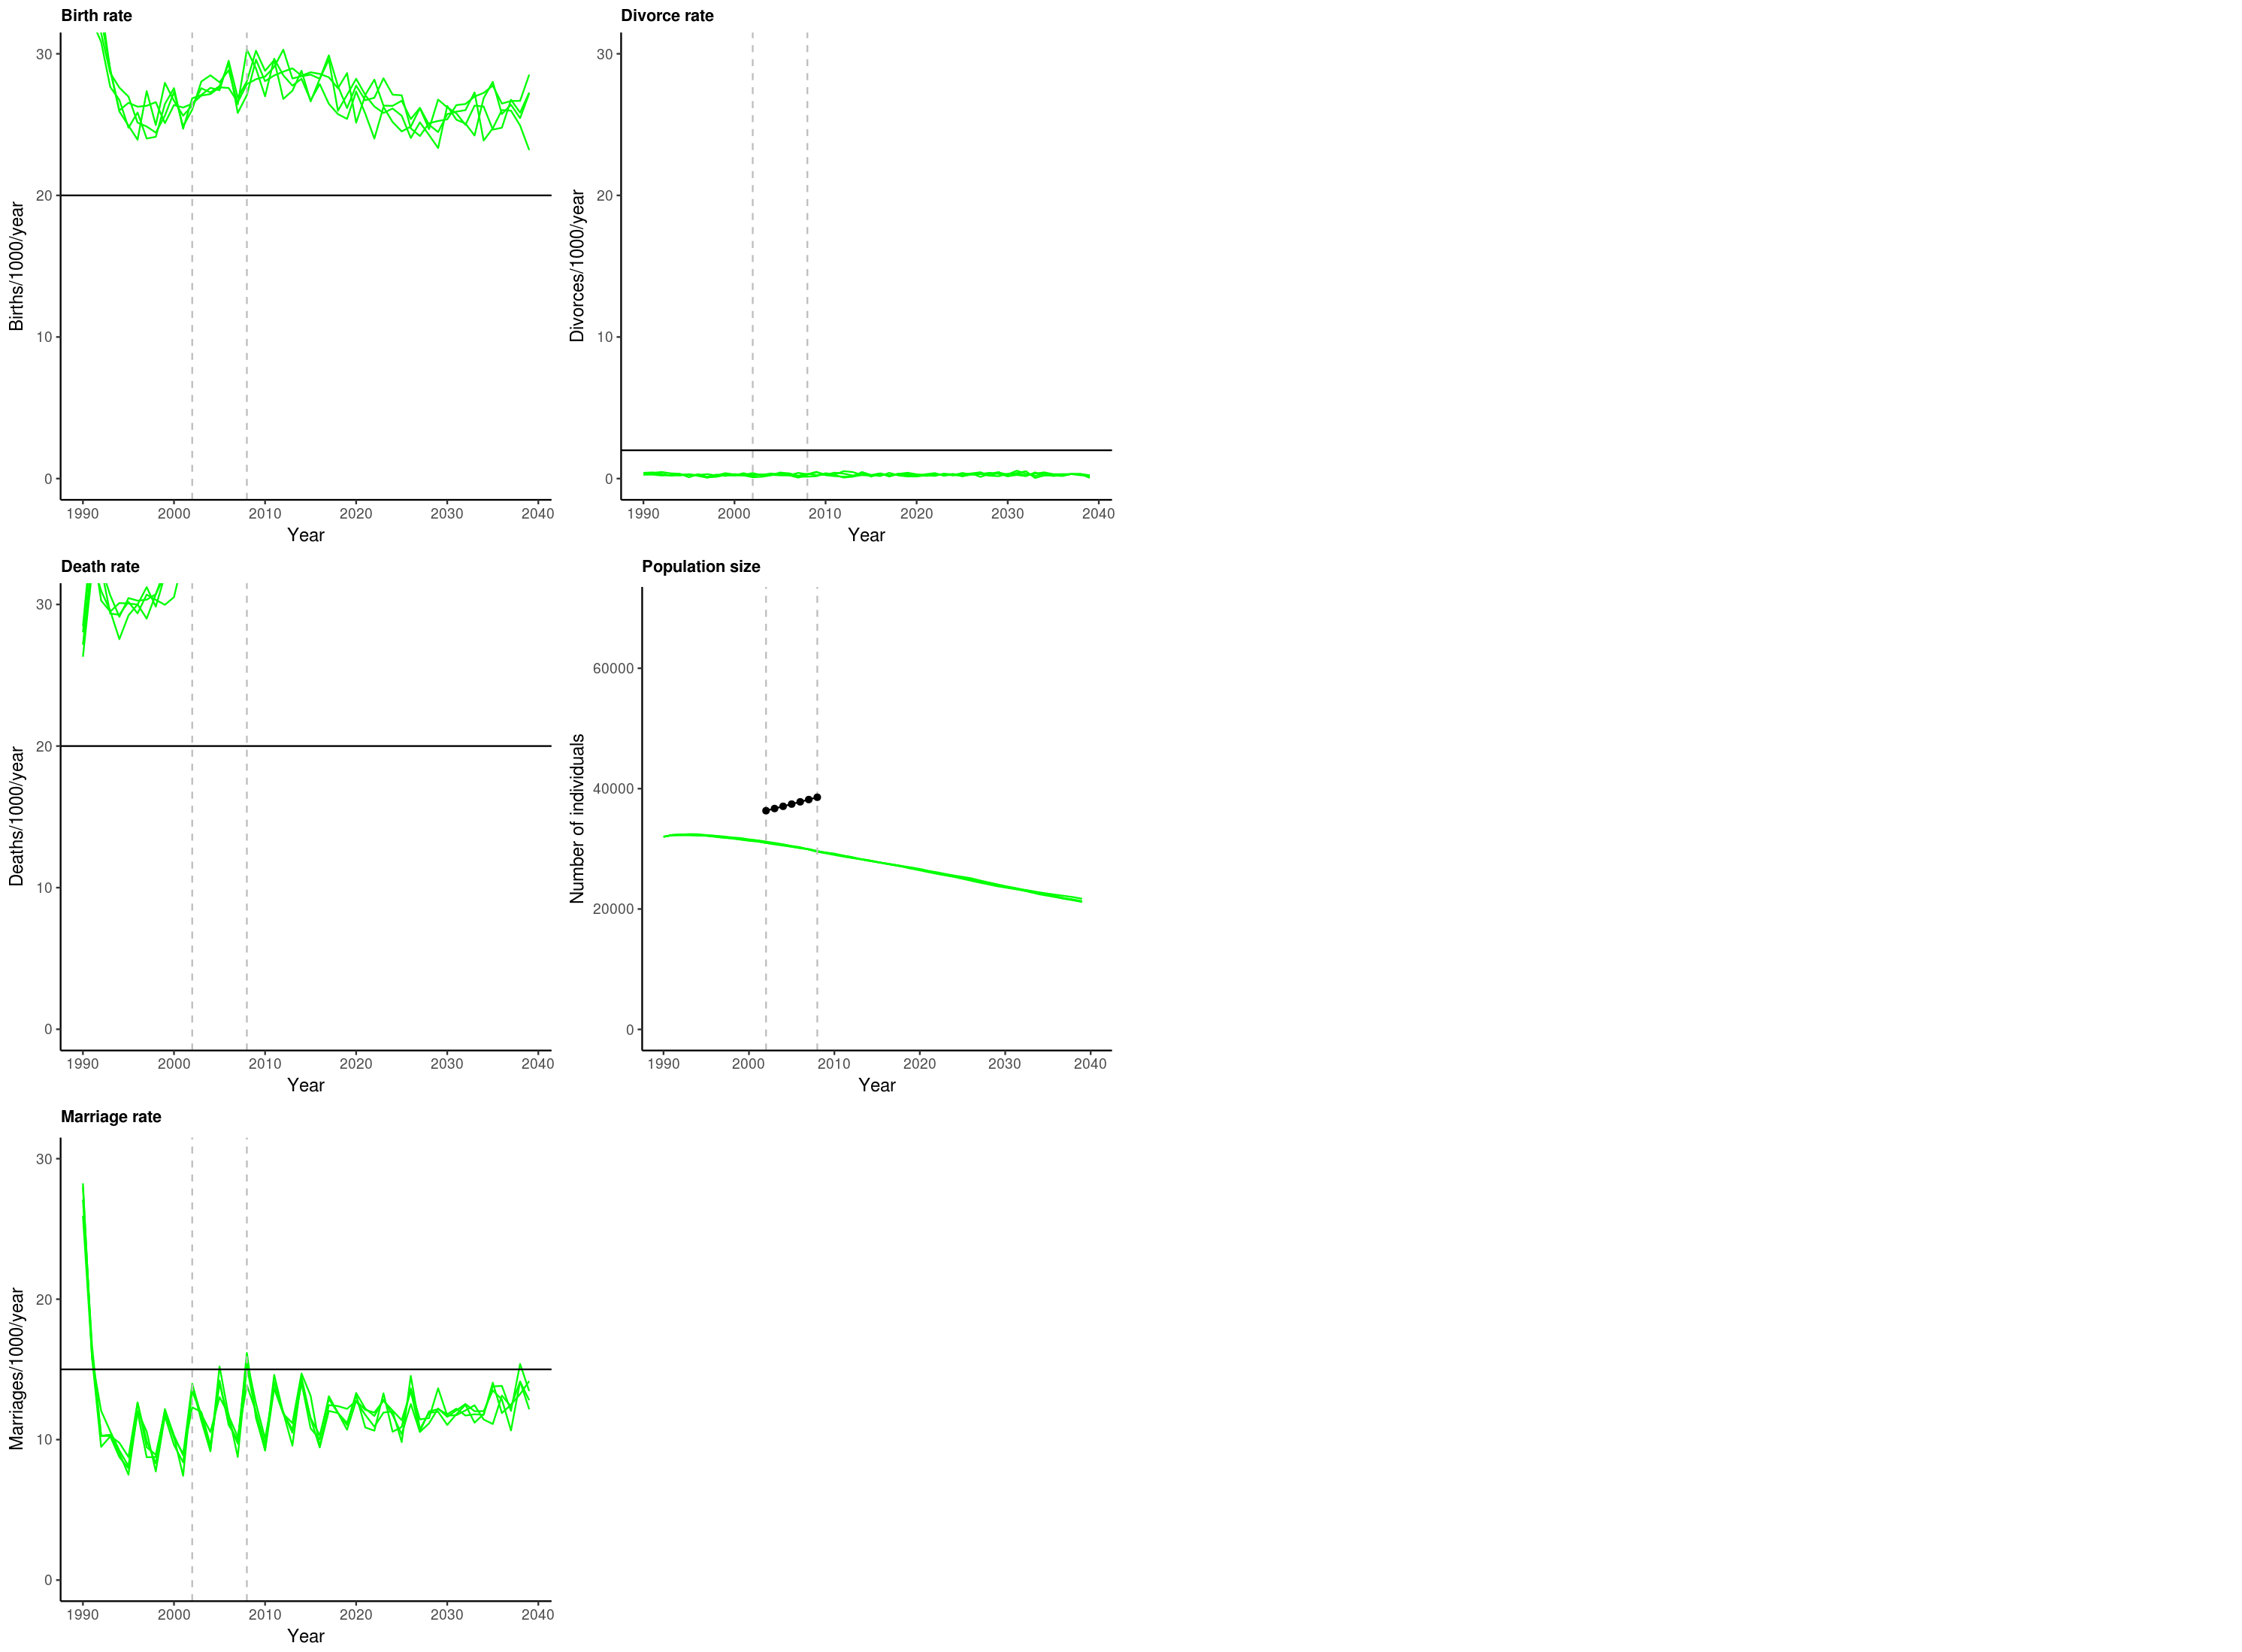 Birth rate
Births/1000/year
30
20
10
0
1990 2000 2010 2020 2030 2040
Year
Divorce rate
Divorces/1000/year
30
20
10
0
1990 2000 2010 2020 2030 2040
Year
Death rate
Deaths/1000/year
30
20
10
0
1990 2000 2010 2020 2030 2040
Year
Population size
Number of individuals
60000
40000
20000
0
1990 2000 2010 2020 2030 2040
Year
Marriage rate
Marriages/1000/year
30
20
10
0
1990 2000 2010 2020 2030 2040
Year